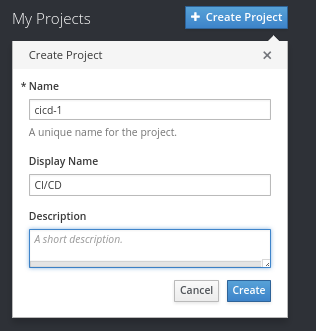 My Projects
+ Create Project
Create Project ×
* Name
cicd-1
A unique name for the project.
Display Name
CI/CD
Description
A short description.
Cancel Create